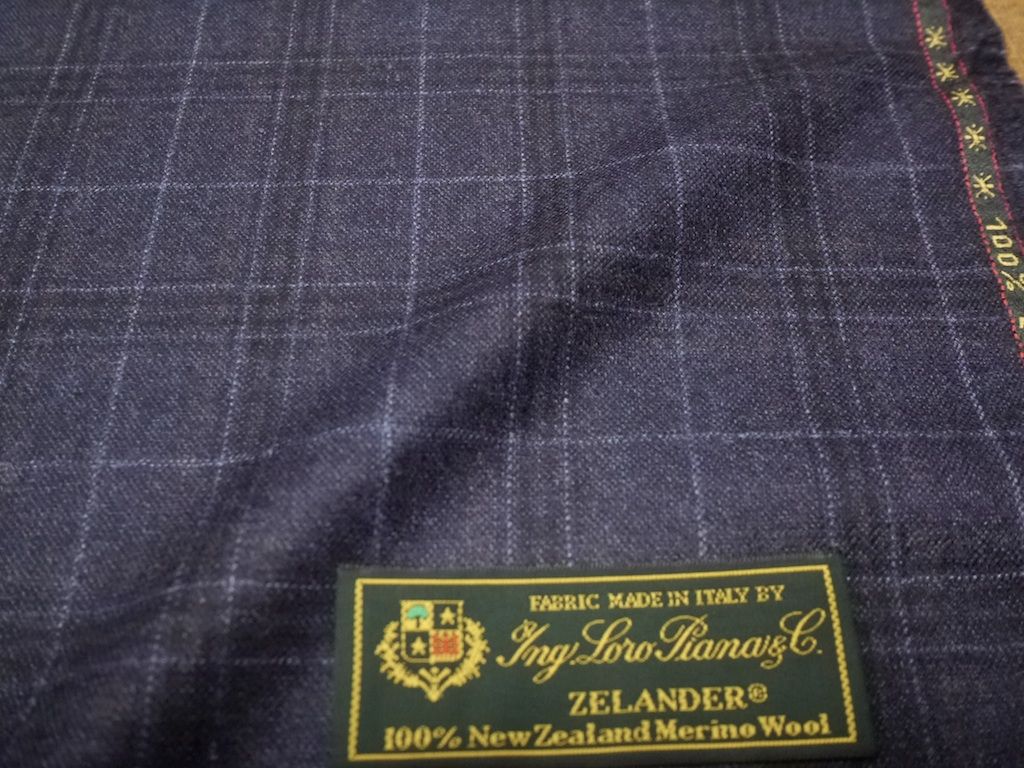 100%
FABRIC MADE IN ITALY BY
Ing. Loro Piana & C.
ZELANDER®
100% New Zealand Merino Wool